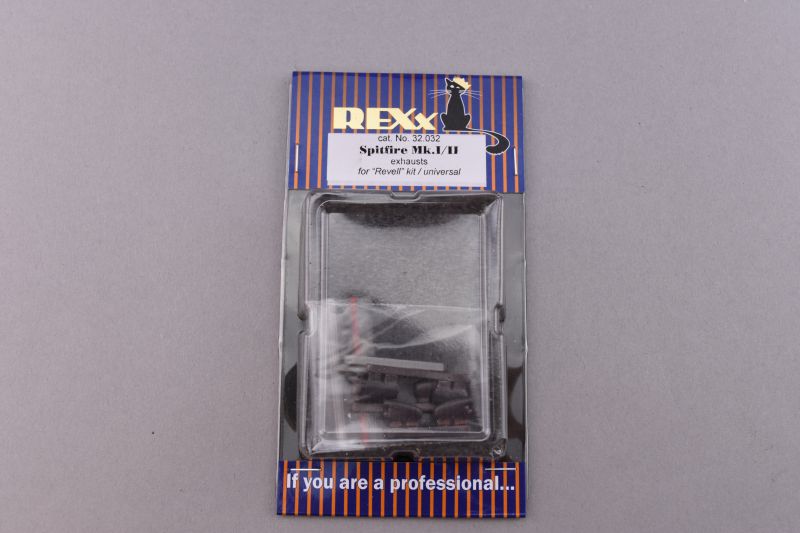 REXx
cat. No. 32.032
Spitfire Mk.I/II
exhausts
for "Revell" kit / universal
If you are a professional...